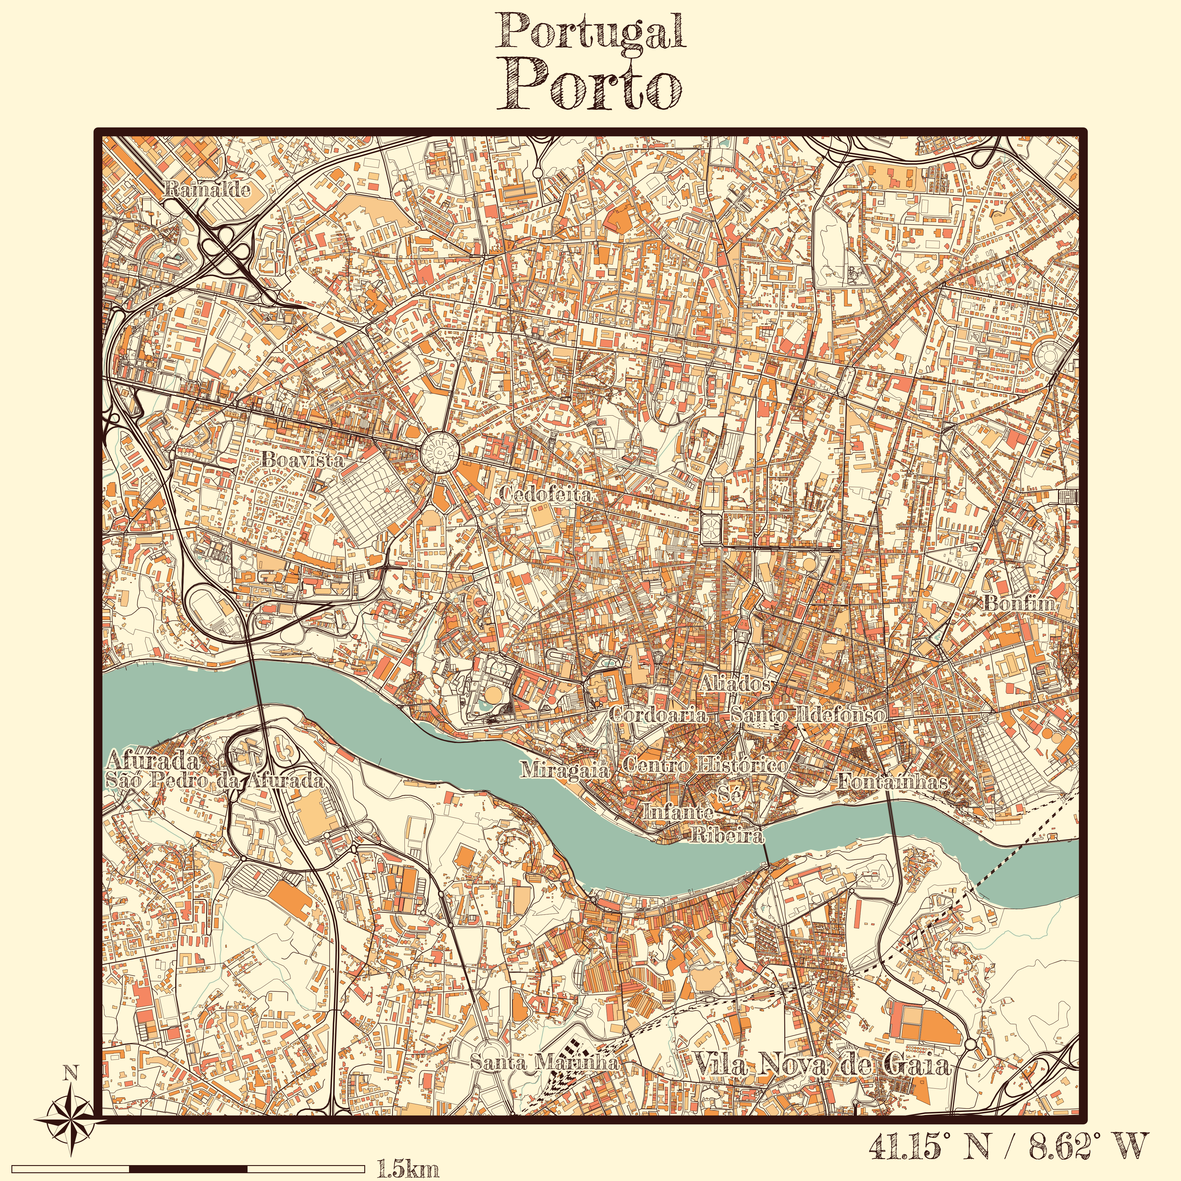 Portugal
Porto
Ramalde
Boavista
Cedofeita
Bonfim
Aliados
Cordoaria
Santo Ildefonso
Afurada
São Pedro da Afurada
Miragaia
Centro Histórico
Fontainhas
Sé
Infante
Ribeira
Santa Marinha
Vila Nova de Gaia
N
41.15° N / 8.62° W
1.5km